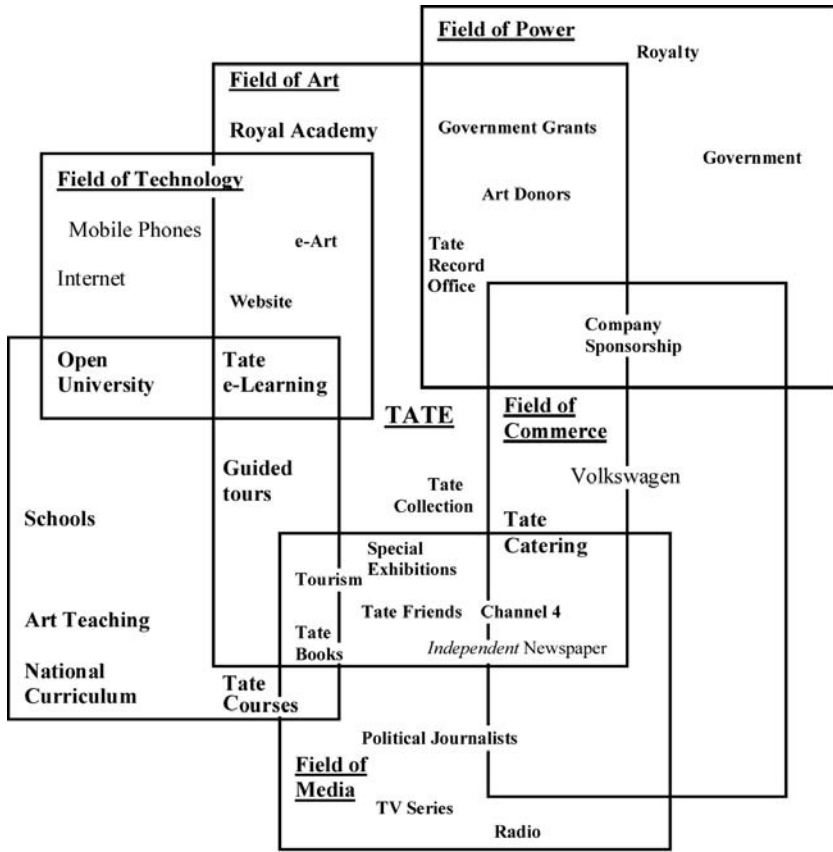 Field of Power
Royalty
Field of Art
Royal Academy
Government Grants
Government
Field of Technology
Art Donors
Mobile Phones
e-Art
Tate
Record
Office
Internet
Website
Company
Sponsorship
Open
University
Tate
e-Learning
TATE
Field of
Commerce
Guided
tours
Volkswagen
Tate
Collection
Schools
Tate
Catering
Special
Exhibitions
Tourism
Art Teaching
Tate Friends
Channel 4
Tate
Books
Independent Newspaper
National
Curriculum
Tate
Courses
Political Journalists
Field of
Media
TV Series
Radio